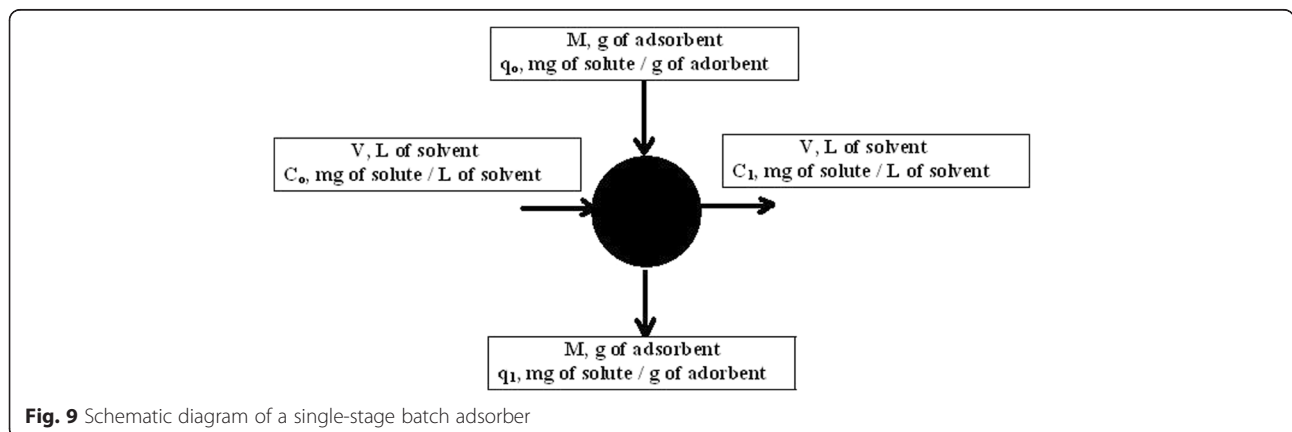 M, g of adsorbent
qₒ, mg of solute / g of adorbent
V, L of solvent
Cₒ, mg of solute / L of solvent
V, L of solvent
C₁, mg of solute / L of solvent
M, g of adsorbent
q₁, mg of solute / g of adorbent
Fig. 9 Schematic diagram of a single-stage batch adsorber